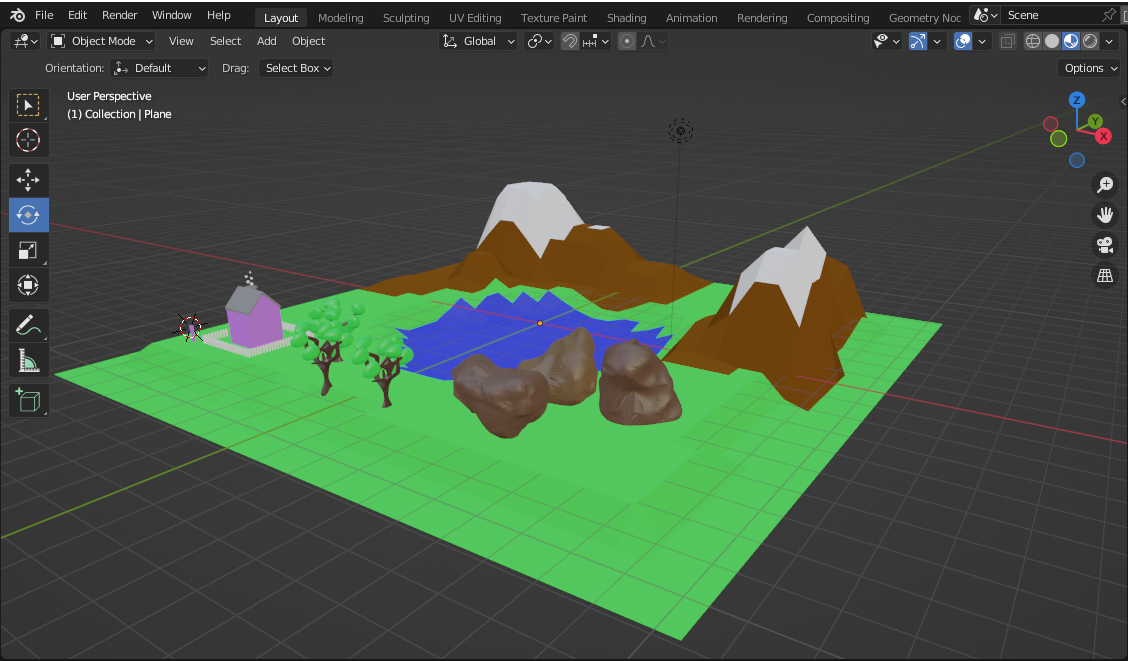 File Edit Render Window Help Layout Modeling Sculpting UV Editing Texture Paint Shading Animation Rendering Compositing Geometry Noc Scene
Object Mode View Select Add Object Global
Orientation: Default Drag: Select Box Options
User Perspective
(1) Collection | Plane
Z
Y
X